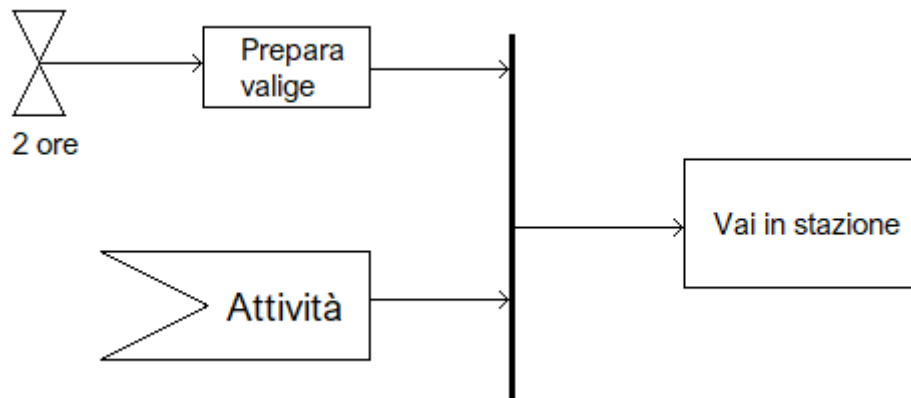 Prepara
valige
2 ore
Vai in stazione
Attività